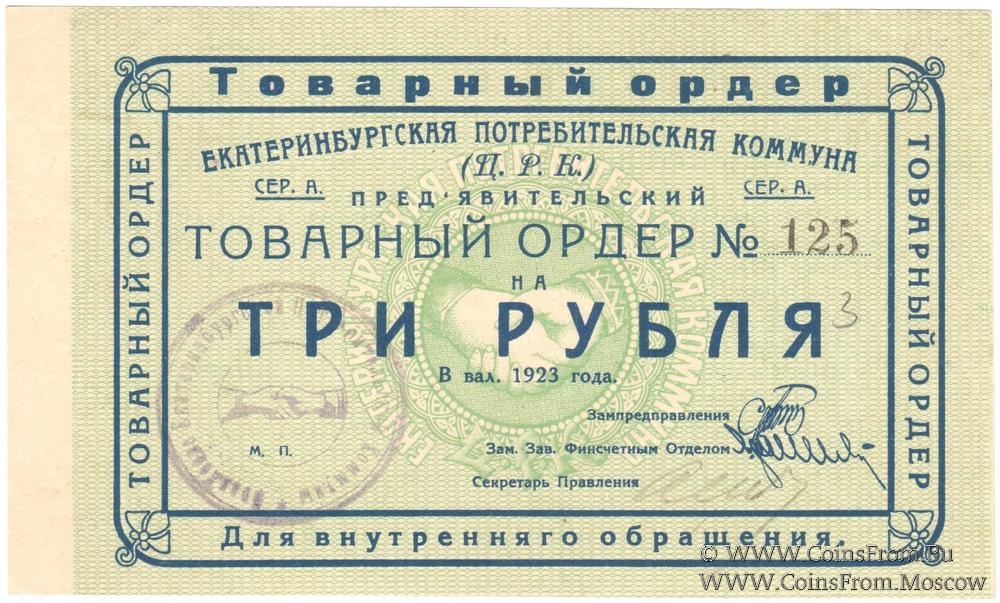 Товарный ордер
ТОВАРНЫЙ ОРДЕР
ЕКАТЕРИНБУРГСКАЯ ПОТРЕБИТЕЛЬСКАЯ КОММУНА
(Ц. Р. К.)
СЕР. А. ПРЕД'ЯВИТЕЛЬСКИЙ СЕР. А.
ТОВАРНЫЙ ОРДЕР № 125
НА
ТРИ РУБЛЯ
3
В вал. 1923 года.
Зампредправления
М. П. Зам. Зав. Финсчетным Отделом
Секретарь Правления
ТОВАРНЫЙ ОРДЕР
Для внутреннего обращения.
© WWW.CoinsFrom.Ru
WWW.CoinsFrom.Moscow